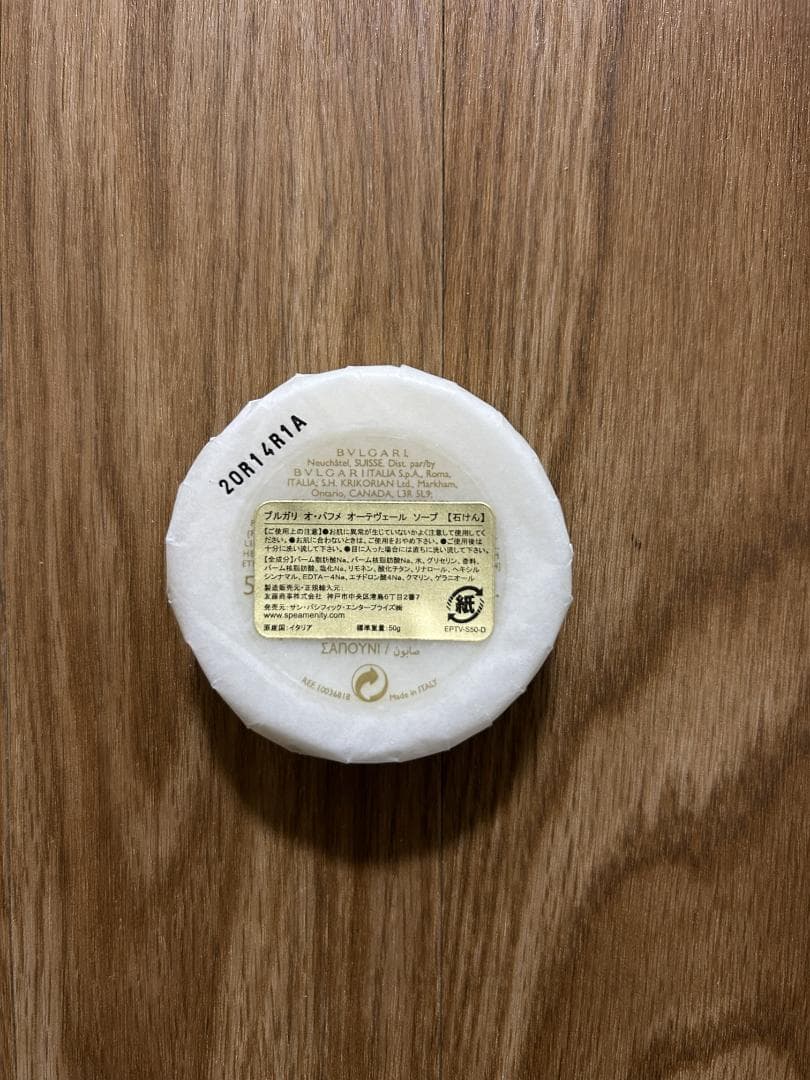 20R14R1A
BVLGARI,
Neuchâtel, SUISSE. Dist. par/by
BVLGARI ITALIA S.p.A., Roma,
ITALIA; S.H. KRIKORIAN Ltd., Markham,
Ontario, CANADA, L3R 5L9;
ブルガリ オ・パフメ オーテヴェール ソープ 【石けん】
【ご使用上の注意】●お肌に異常が生じていないかよく注意して使用してく
ださい。●お肌に合わないときは、ご使用をおやめ下さい。●ご使用後は
十分に洗い流して下さい。●目に入った場合には直ちに洗い流して下さい。
【全成分】パーム脂肪酸Na、パーム核脂肪酸Na、水、グリセリン、香料、
パーム核脂肪酸、塩化Na、リモネン、酸化チタン、リナロール、ヘキシル
シンナマル、EDTA-4Na、エチドロン酸4Na、クマリン、ゲラニオール
製造販売元・正規輸入元:
友藤商事株式会社 神戸市中央区港島6丁目2番7
発売元: サン・パシフィック・エンタープライズ㈱
www.speamenity.com
原産国:イタリア 標準重量:50g
紙
EPTV-S50-D
ΣΑΠΟΥΝΙ / صابون
REF. 10036818
Made in ITALY